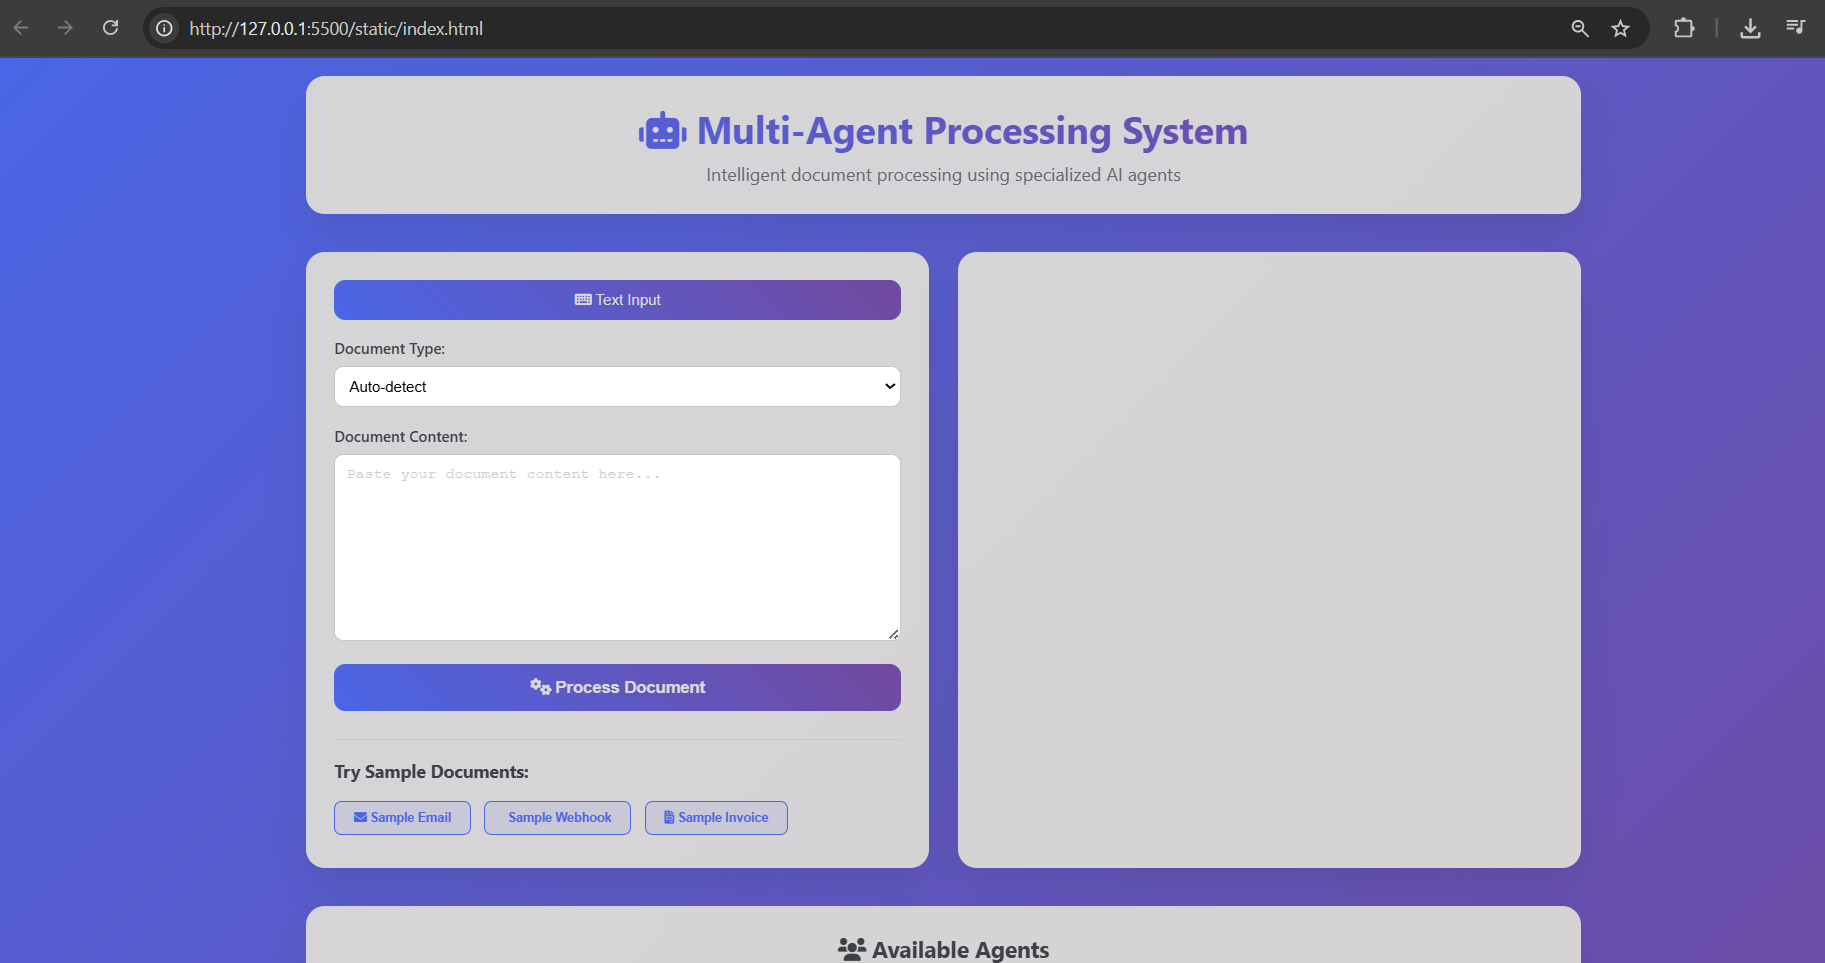 http://127.0.0.1:5500/static/index.html
Multi-Agent Processing System
Intelligent document processing using specialized AI agents
Text Input
Document Type:
Auto-detect
Document Content:
Paste your document content here...
Process Document
Try Sample Documents:
Sample Email
Sample Webhook
Sample Invoice
Available Agents